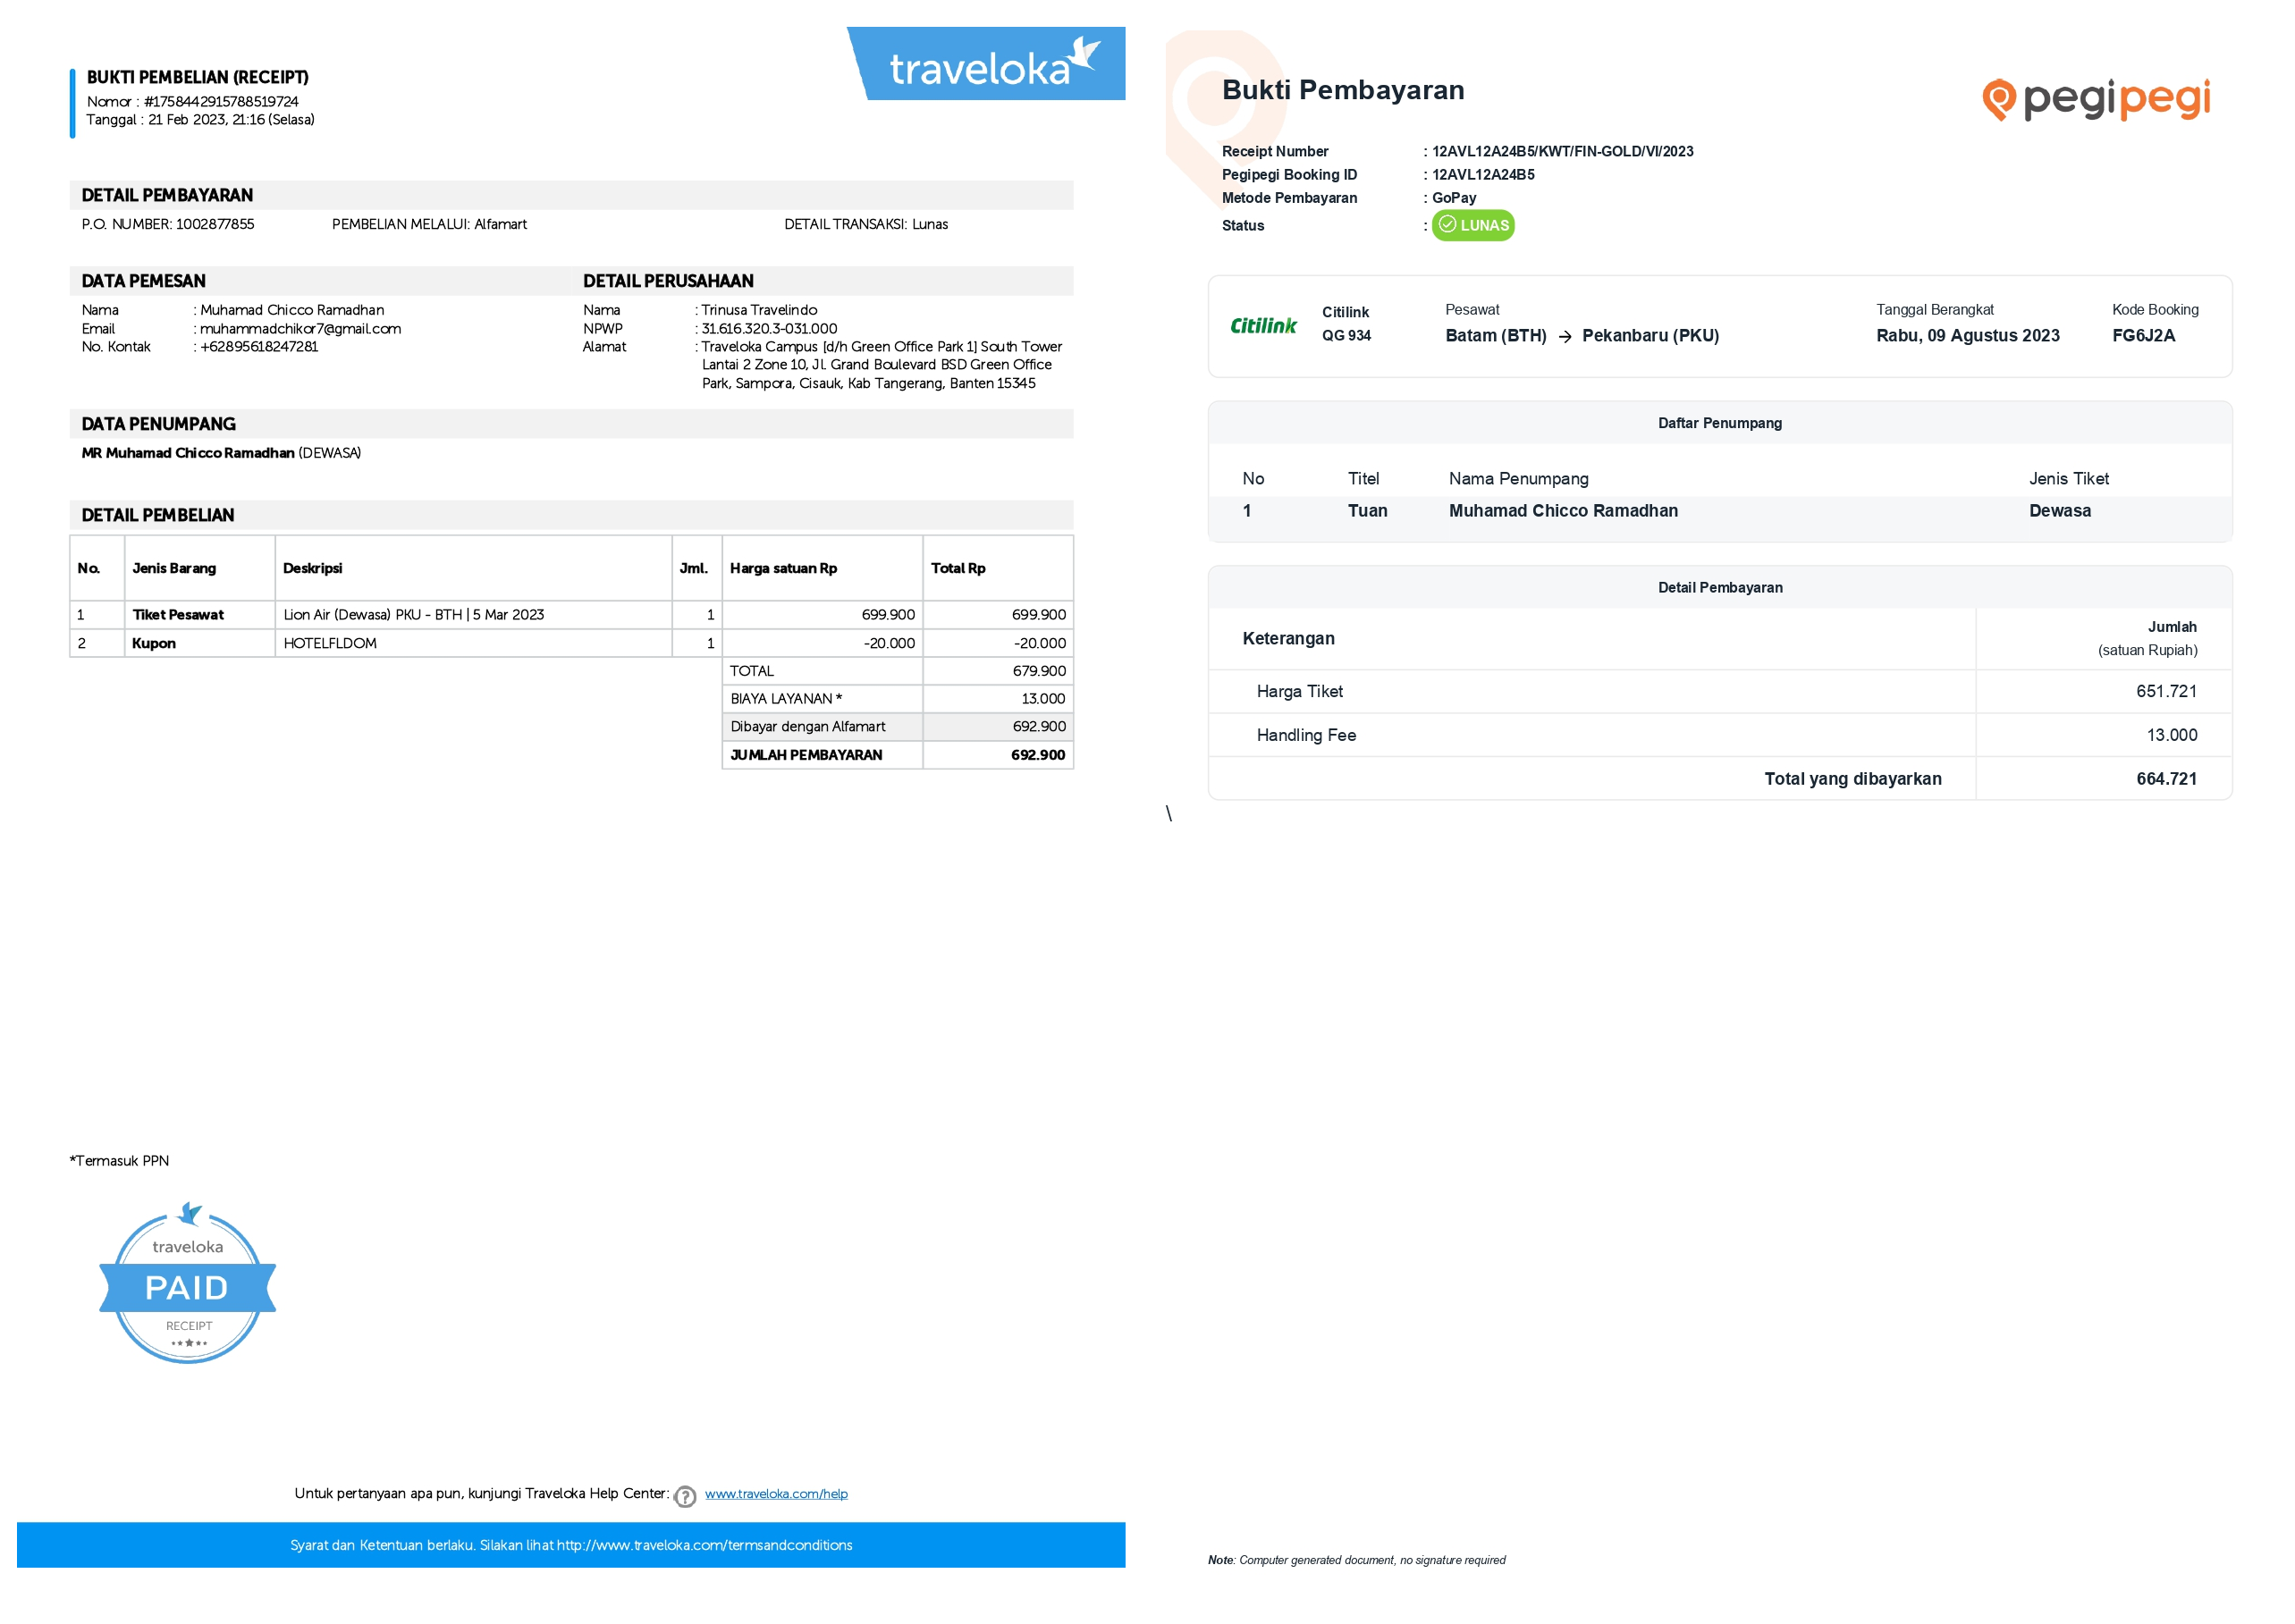 traveloka
BUKTI PEMBELIAN (RECEIPT)
Nomor : #1758442915788519724
Tanggal : 21 Feb 2023, 21:16 (Selasa)
DETAIL PEMBAYARAN
P.O. NUMBER: 1002877855 PEMBELIAN MELALUI: Alfamart DETAIL TRANSAKSI: Lunas
DATA PEMESAN
Nama : Muhamad Chicco Ramadhan
Email : muhammadchikor7@gmail.com
No. Kontak : +62895618247281
DETAIL PERUSAHAAN
Nama : Trinusa Travelindo
NPWP : 31.616.320.3-031.000
Alamat : Traveloka Campus [d/h Green Office Park 1] South Tower
Lantai 2 Zone 10, Jl. Grand Boulevard BSD Green Office
Park, Sampora, Cisauk, Kab Tangerang, Banten 15345
DATA PENUMPANG
MR Muhamad Chicco Ramadhan (DEWASA)
DETAIL PEMBELIAN
No. Jenis Barang Deskripsi Jml. Harga satuan Rp Total Rp
1 Tiket Pesawat Lion Air (Dewasa) PKU - BTH | 5 Mar 2023 1 699.900 699.900
2 Kupon HOTELFLDOM 1 -20.000 -20.000
TOTAL 679.900
BIAYA LAYANAN * 13.000
Dibayar dengan Alfamart 692.900
JUMLAH PEMBAYARAN 692.900
*Termasuk PPN
traveloka
PAID
RECEIPT
Untuk pertanyaan apa pun, kunjungi Traveloka Help Center: ? www.traveloka.com/help
Syarat dan Ketentuan berlaku. Silakan lihat http://www.traveloka.com/termsandconditions
Bukti Pembayaran
pegipegi
Receipt Number : 12AVL12A24B5/KWT/FIN-GOLD/VI/2023
Pegipegi Booking ID : 12AVL12A24B5
Metode Pembayaran : GoPay
Status : LUNAS
Citilink
Citilink
QG 934
Pesawat
Batam (BTH) → Pekanbaru (PKU)
Tanggal Berangkat
Rabu, 09 Agustus 2023
Kode Booking
FG6J2A
Daftar Penumpang
No Titel Nama Penumpang Jenis Tiket
1 Tuan Muhamad Chicco Ramadhan Dewasa
Detail Pembayaran
Keterangan Jumlah
(satuan Rupiah)
Harga Tiket 651.721
Handling Fee 13.000
Total yang dibayarkan 664.721
\
Note: Computer generated document, no signature required